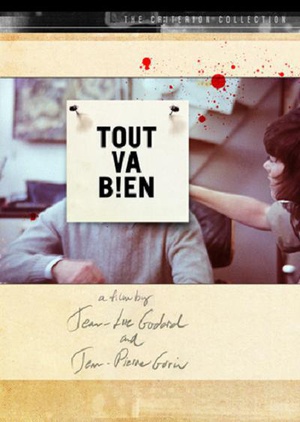 THE CRITERION COLLECTION
TOUT
VA
B!EN
a film by
Jean-Luc Godard
and
Jean-Pierre Gorin